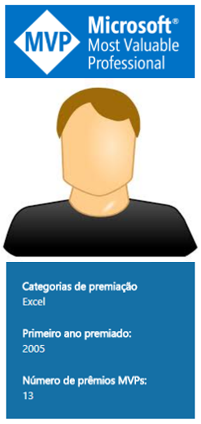 MVP
Microsoft®
Most Valuable
Professional
Categorias de premiação
Excel
Primeiro ano premiado:
2005
Número de prêmios MVPs:
13